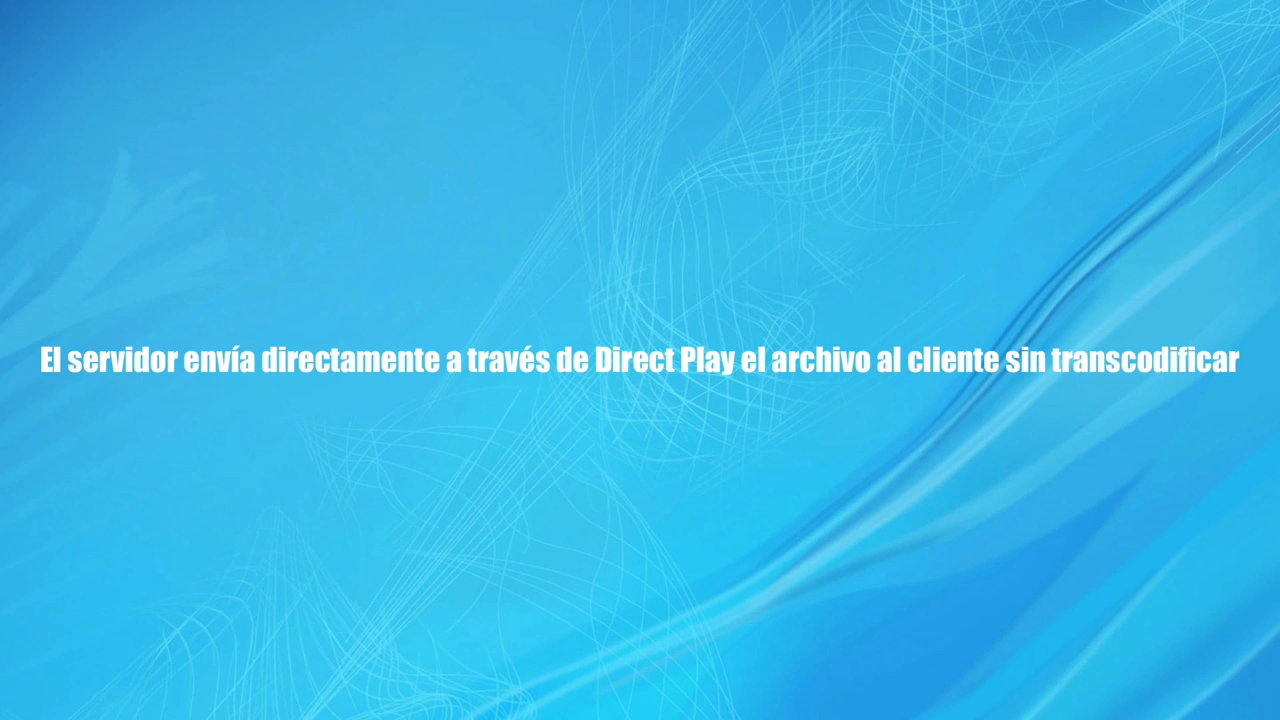 El servidor envía directamente a través de Direct Play el archivo al cliente sin transcodificar